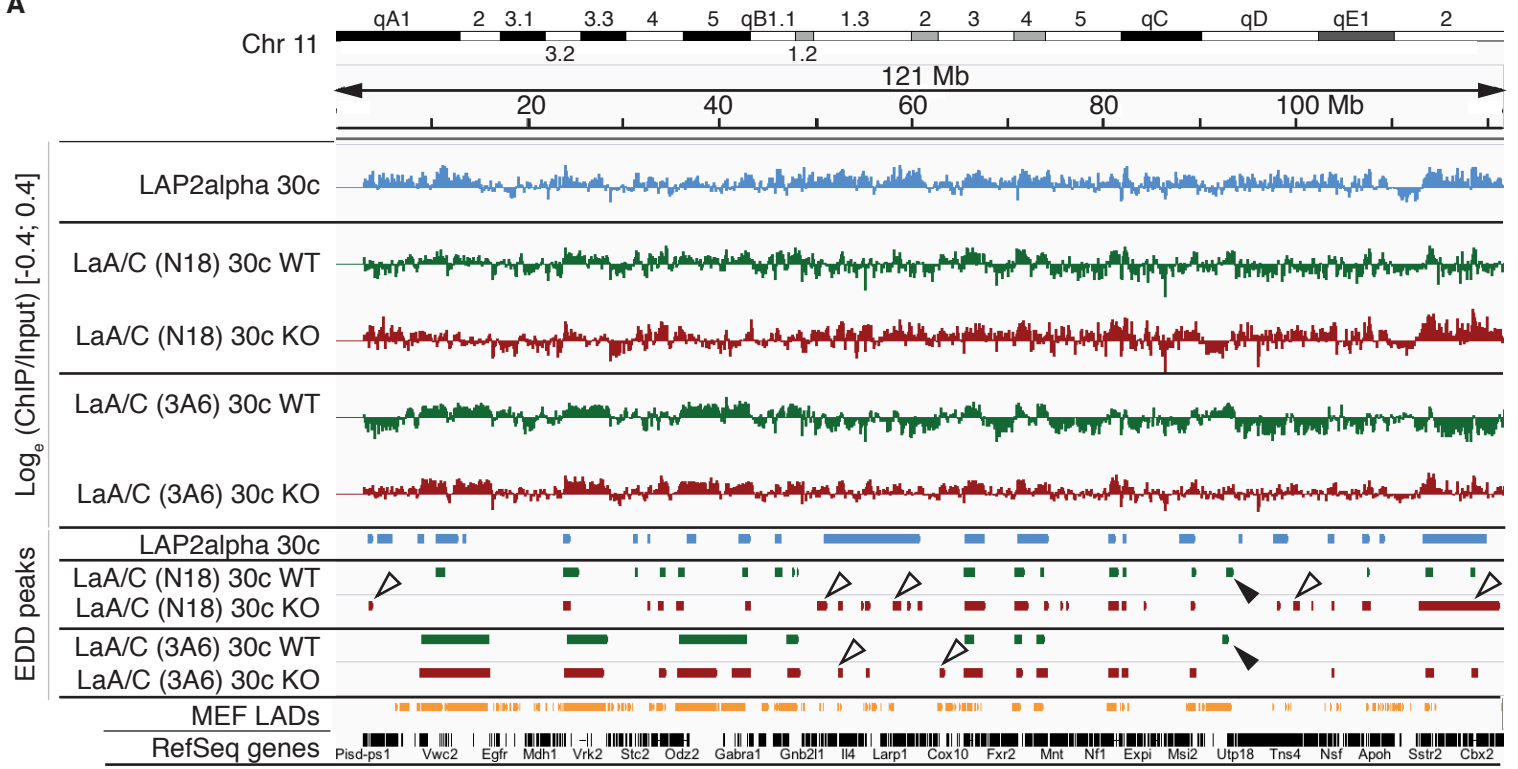 A
qA1 2 3.1 3.3 4 5 qB1.1 1.3 2 3 4 5 qC qD qE1 2
Chr 11
3.2 1.2
121 Mb
20 40 60 80 100 Mb
LAP2alpha 30c
LaA/C (N18) 30c WT
LaA/C (N18) 30c KO
LaA/C (3A6) 30c WT
LaA/C (3A6) 30c KO
Loge (ChIP/Input) [-0.4; 0.4]
LAP2alpha 30c
LaA/C (N18) 30c WT
LaA/C (N18) 30c KO
LaA/C (3A6) 30c WT
LaA/C (3A6) 30c KO
EDD peaks
MEF LADs
RefSeq genes
Pisd-ps1 Vwc2 Egfr Mdh1 Vrk2 Stc2 Odz2 Gabra1 Gnb2l1 Il4 Larp1 Cox10 Fxr2 Mnt Nf1 Expi Msi2 Utp18 Tns4 Nsf Apoh Sstr2 Cbx2